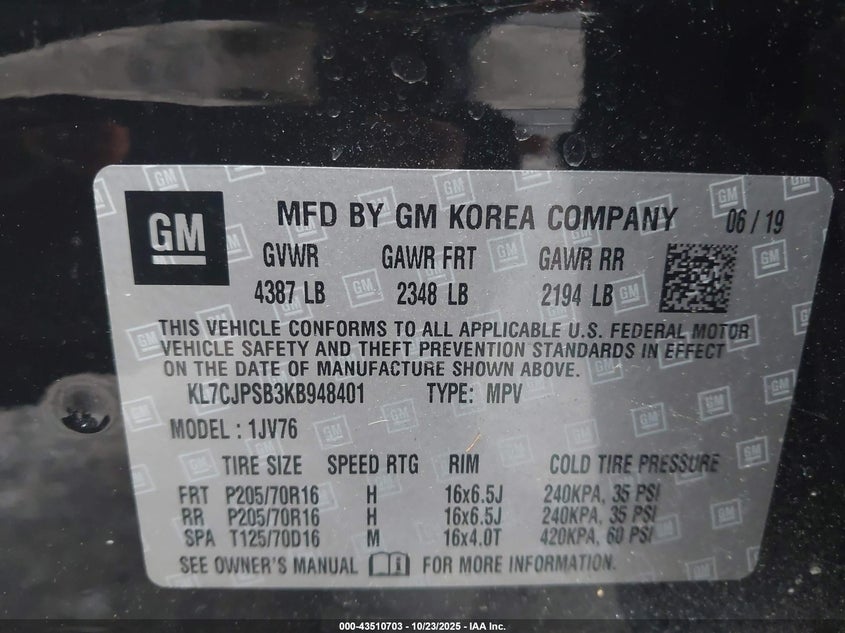 GM
MFD BY GM KOREA COMPANY 06 / 19
GVWR GAWR FRT GAWR RR
4387 LB 2348 LB 2194 LB
THIS VEHICLE CONFORMS TO ALL APPLICABLE U.S. FEDERAL MOTOR
VEHICLE SAFETY AND THEFT PREVENTION STANDARDS IN EFFECT
ON THE DATE OF MANUFACTURE SHOWN ABOVE.
KL7CJPSB3KB948401 TYPE: MPV
MODEL : 1JV76
TIRE SIZE SPEED RTG RIM COLD TIRE PRESSURE
FRT P205/70R16 H 16x6.5J 240KPA, 35 PSI
RR P205/70R16 H 16x6.5J 240KPA, 35 PSI
SPA T125/70D16 M 16x4.0T 420KPA, 60 PSI
SEE OWNER'S MANUAL FOR MORE INFORMATION.
000-43510703 - 10/23/2025 - IAA Inc.